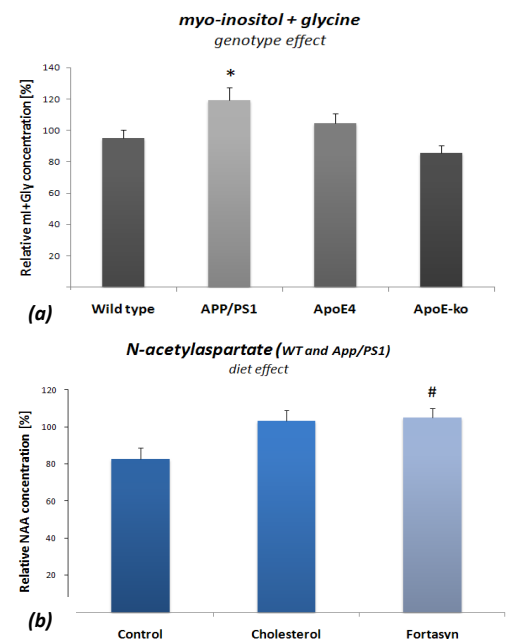 myo-inositol + glycine
genotype effect
Relative mI+Gly concentration [%]
140
120
100
80
60
40
20
*
Wild type
APP/PS1
ApoE4
ApoE-ko
(a)
N-acetylaspartate (WT and App/PS1)
diet effect
Relative NAA concentration [%]
120
100
80
60
40
20
#
Control
Cholesterol
Fortasyn
(b)